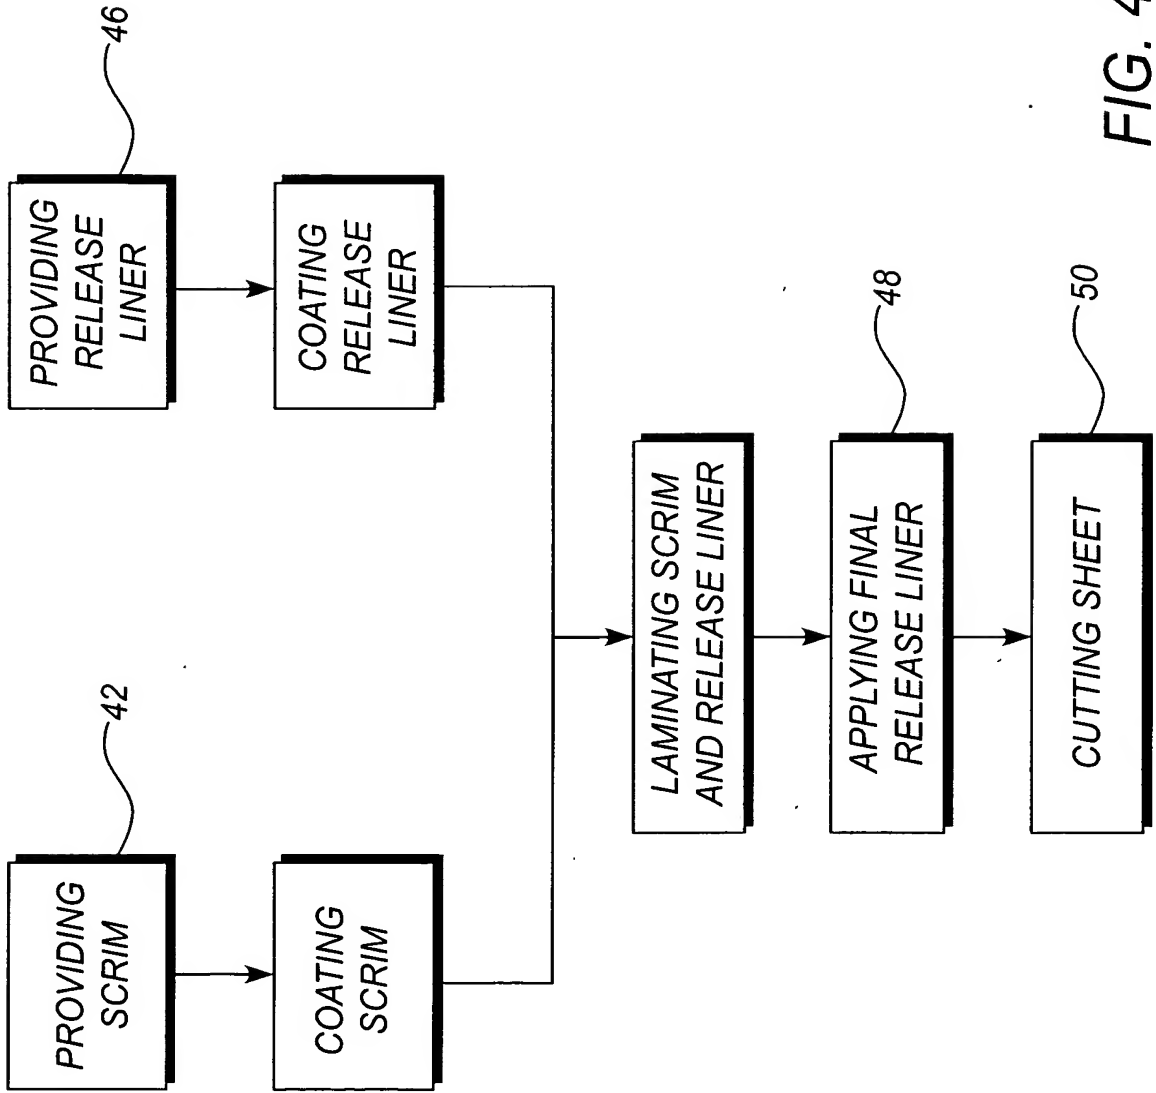 PROVIDING
SCRIM
42
COATING
SCRIM
PROVIDING
RELEASE
LINER
46
COATING
RELEASE
LINER
LAMINATING SCRIM
AND RELEASE LINER
APPLYING FINAL
RELEASE LINER
48
CUTTING SHEET
50
FIG. 4